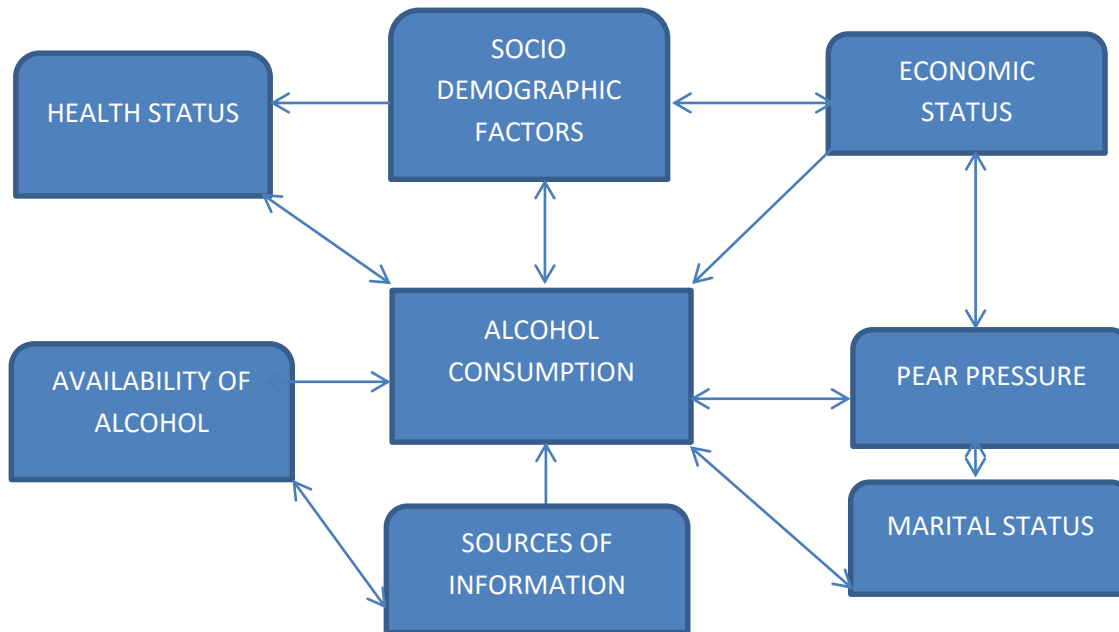 SOCIO
DEMOGRAPHIC
FACTORS
ECONOMIC
STATUS
HEALTH STATUS
ALCOHOL
CONSUMPTION
AVAILABILITY OF
ALCOHOL
PEAR PRESSURE
MARITAL STATUS
SOURCES OF
INFORMATION